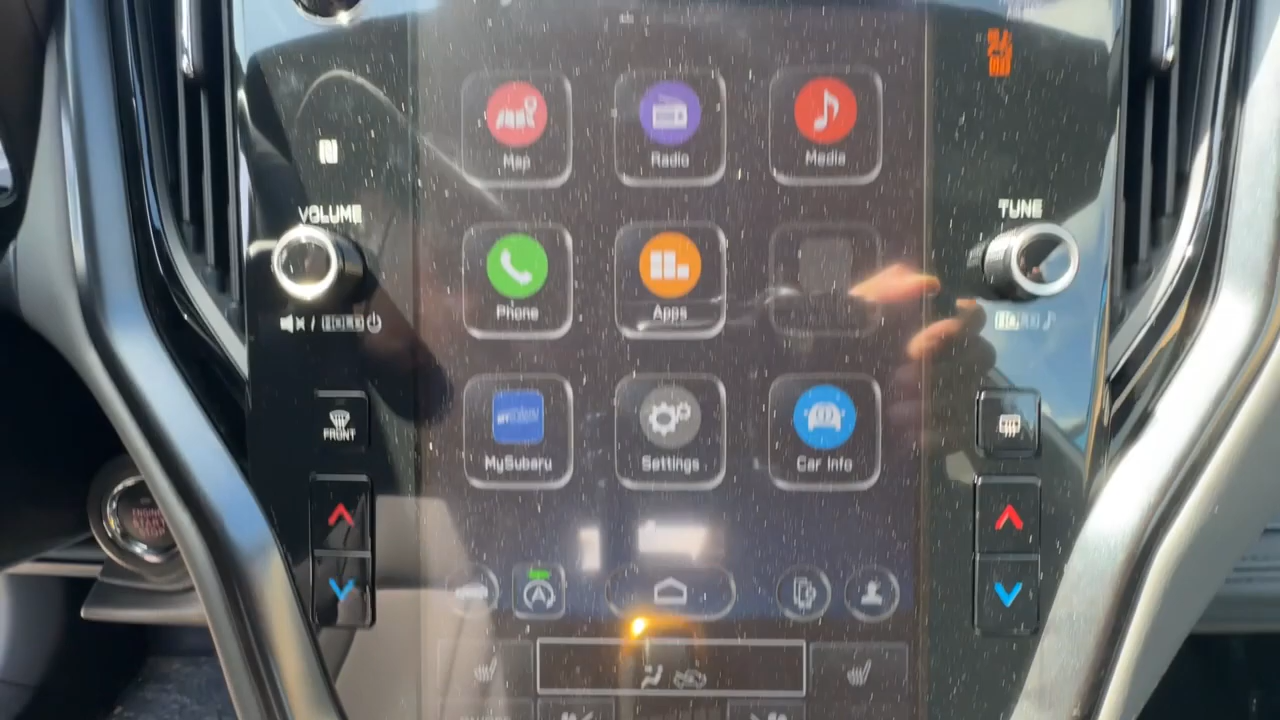 Map
Radio
Media
VOLUME
TUNE
Phone
Apps
FRONT
MySubaru
Settings
Car Info
A